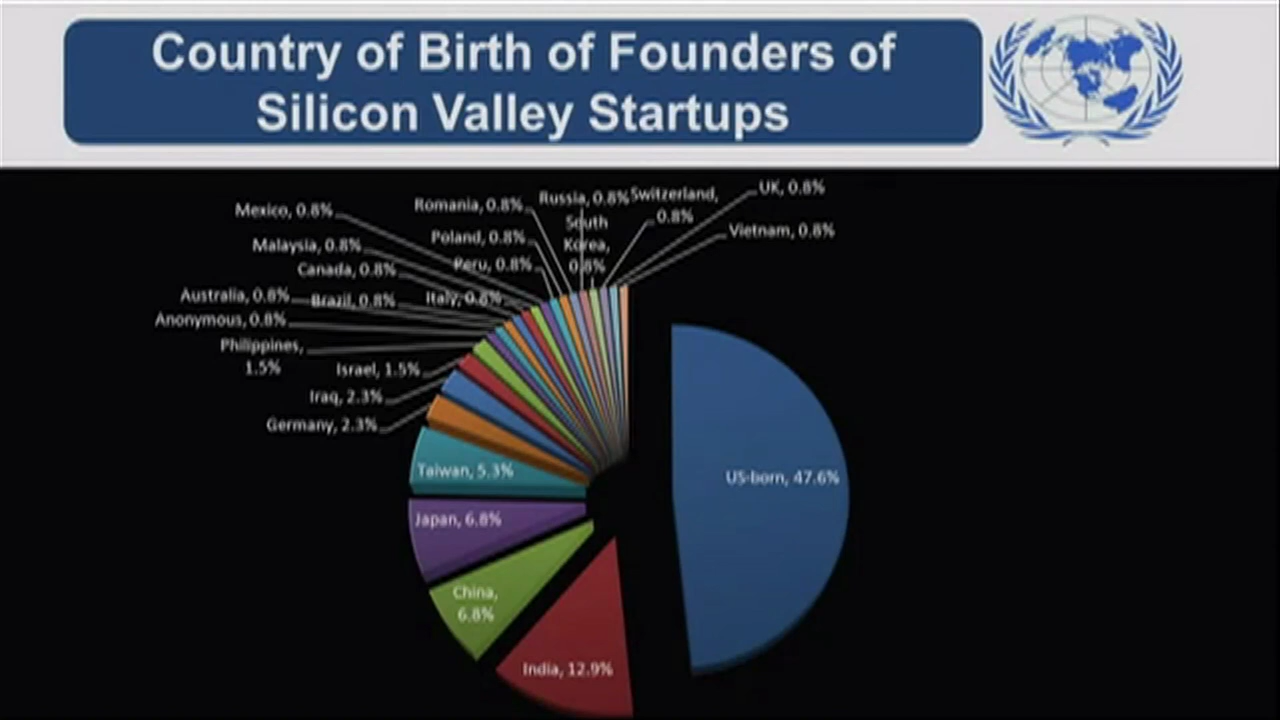 Country of Birth of Founders of
Silicon Valley Startups
Mexico, 0.8%
Romania, 0.8%
Russia, 0.8%
Switzerland,
0.8%
UK, 0.8%
Malaysia, 0.8%
Poland, 0.8%
South
Korea,
0.8%
Vietnam, 0.8%
Canada, 0.8%
Peru, 0.8%
Australia, 0.8%
Brazil, 0.8%
Italy, 0.8%
Anonymous, 0.8%
Philippines,
1.5%
Israel, 1.5%
Iraq, 2.3%
Germany, 2.3%
Taiwan, 5.3%
US-born, 47.6%
Japan, 6.8%
China,
6.8%
India, 12.9%